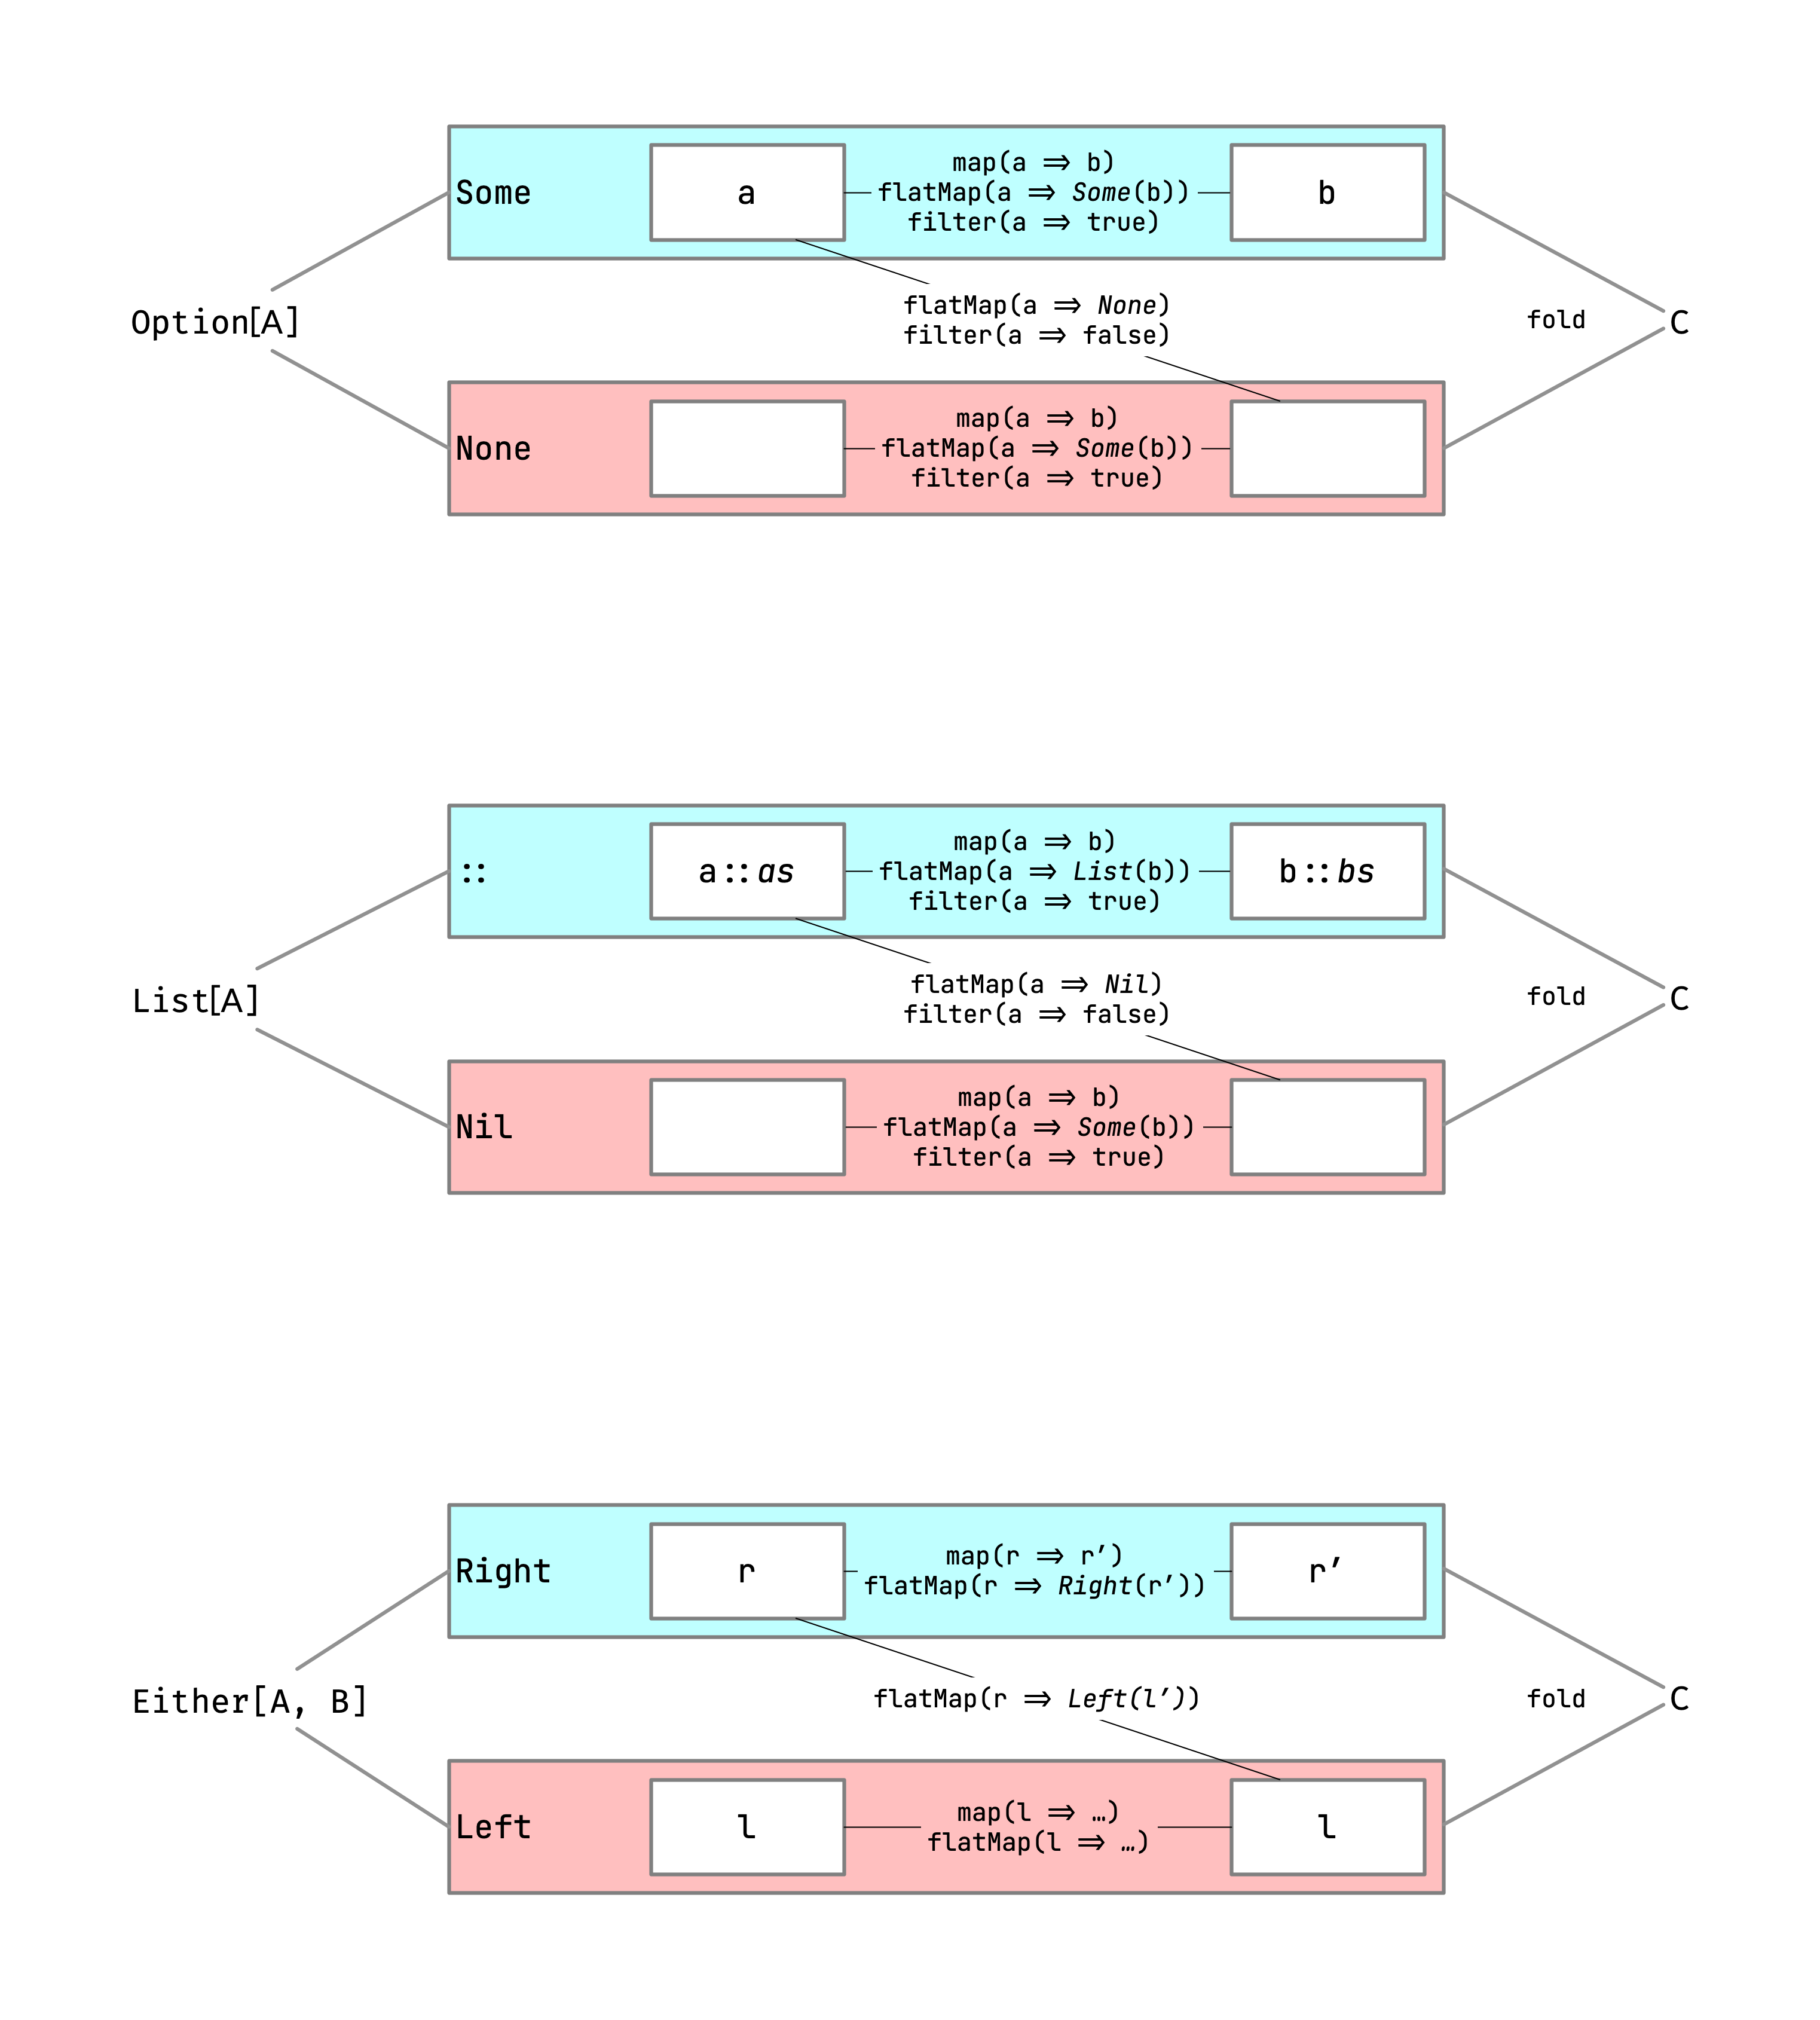 map(a => b)
Some
a
flatMap(a => Some(b))
b
filter(a => true)
flatMap(a => None)
Option[A]
fold
C
filter(a => false)
map(a => b)
None
flatMap(a => Some(b))
filter(a => true)
map(a => b)
::
a::as
flatMap(a => List(b))
b::bs
filter(a => true)
flatMap(a => Nil)
List[A]
fold
C
filter(a => false)
map(a => b)
Nil
flatMap(a => Some(b))
filter(a => true)
map(r => r’)
Right
r
r’
flatMap(r => Right(r’))
Either[A, B]
flatMap(r => Left(l’))
fold
C
map(l => …)
Left
l
l
flatMap(l => …)